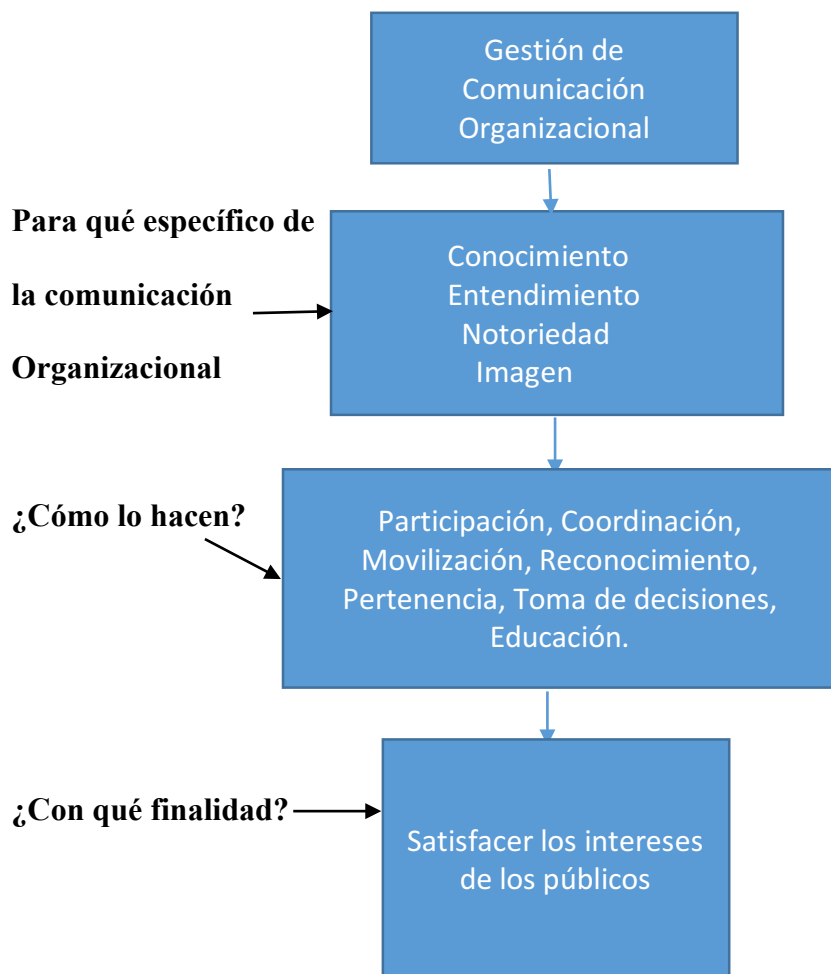 Gestión de
Comunicación
Organizacional
Para qué específico de
la comunicación
Organizacional
Conocimiento
Entendimiento
Notoriedad
Imagen
¿Cómo lo hacen?
Participación, Coordinación,
Movilización, Reconocimiento,
Pertenencia, Toma de decisiones,
Educación.
¿Con qué finalidad?
Satisfacer los intereses
de los públicos